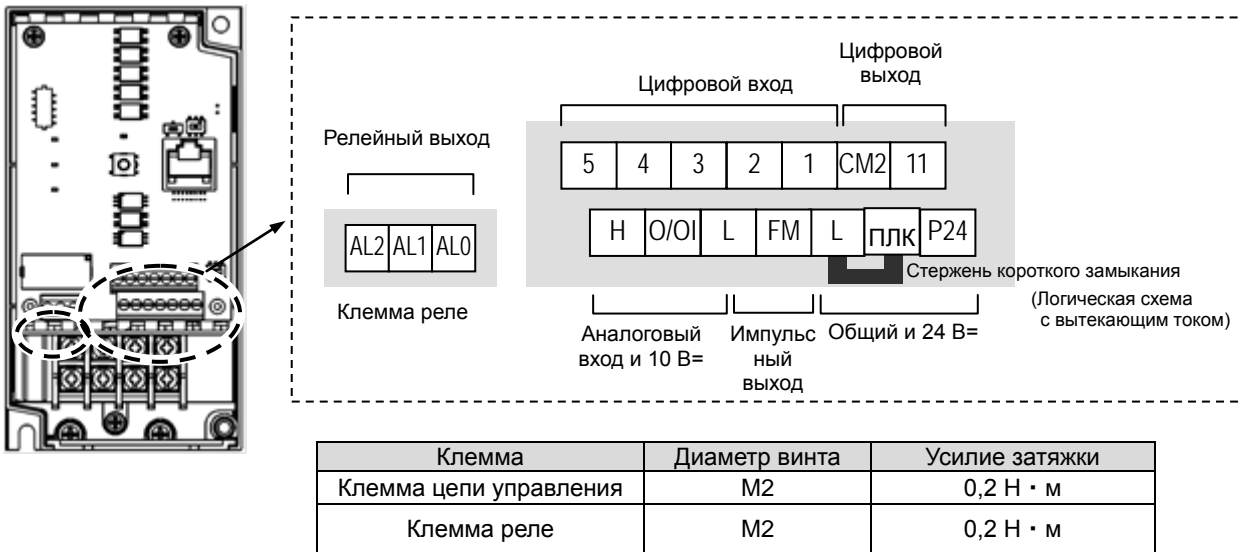 Цифровой вход
Цифровой
выход
Релейный выход
5 4 3 2 1 CM2 11
AL2 AL1 AL0
H O/OI L FM L ПЛК P24
Клемма реле
Стержень короткого замыкания
(Логическая схема
с вытекающим током)
Аналоговый
вход и 10 В=
Импульс
ный
выход
Общий и 24 В=
Клемма Диаметр винта Усилие затяжки
Клемма цепи управления M2 0,2 Н・м
Клемма реле M2 0,2 Н・м